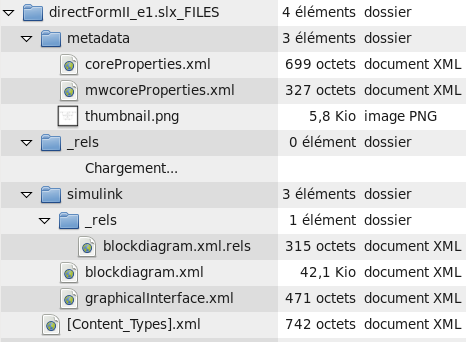 directFormII_e1.slx_FILES 4 éléments dossier
metadata 3 éléments dossier
coreProperties.xml 699 octets document XML
mwcoreProperties.xml 327 octets document XML
thumbnail.png 5,8 Kio image PNG
_rels 0 élément dossier
Chargement...
simulink 3 éléments dossier
_rels 1 élément dossier
blockdiagram.xml.rels 315 octets document XML
blockdiagram.xml 42,1 Kio document XML
graphicalInterface.xml 471 octets document XML
[Content_Types].xml 742 octets document XML